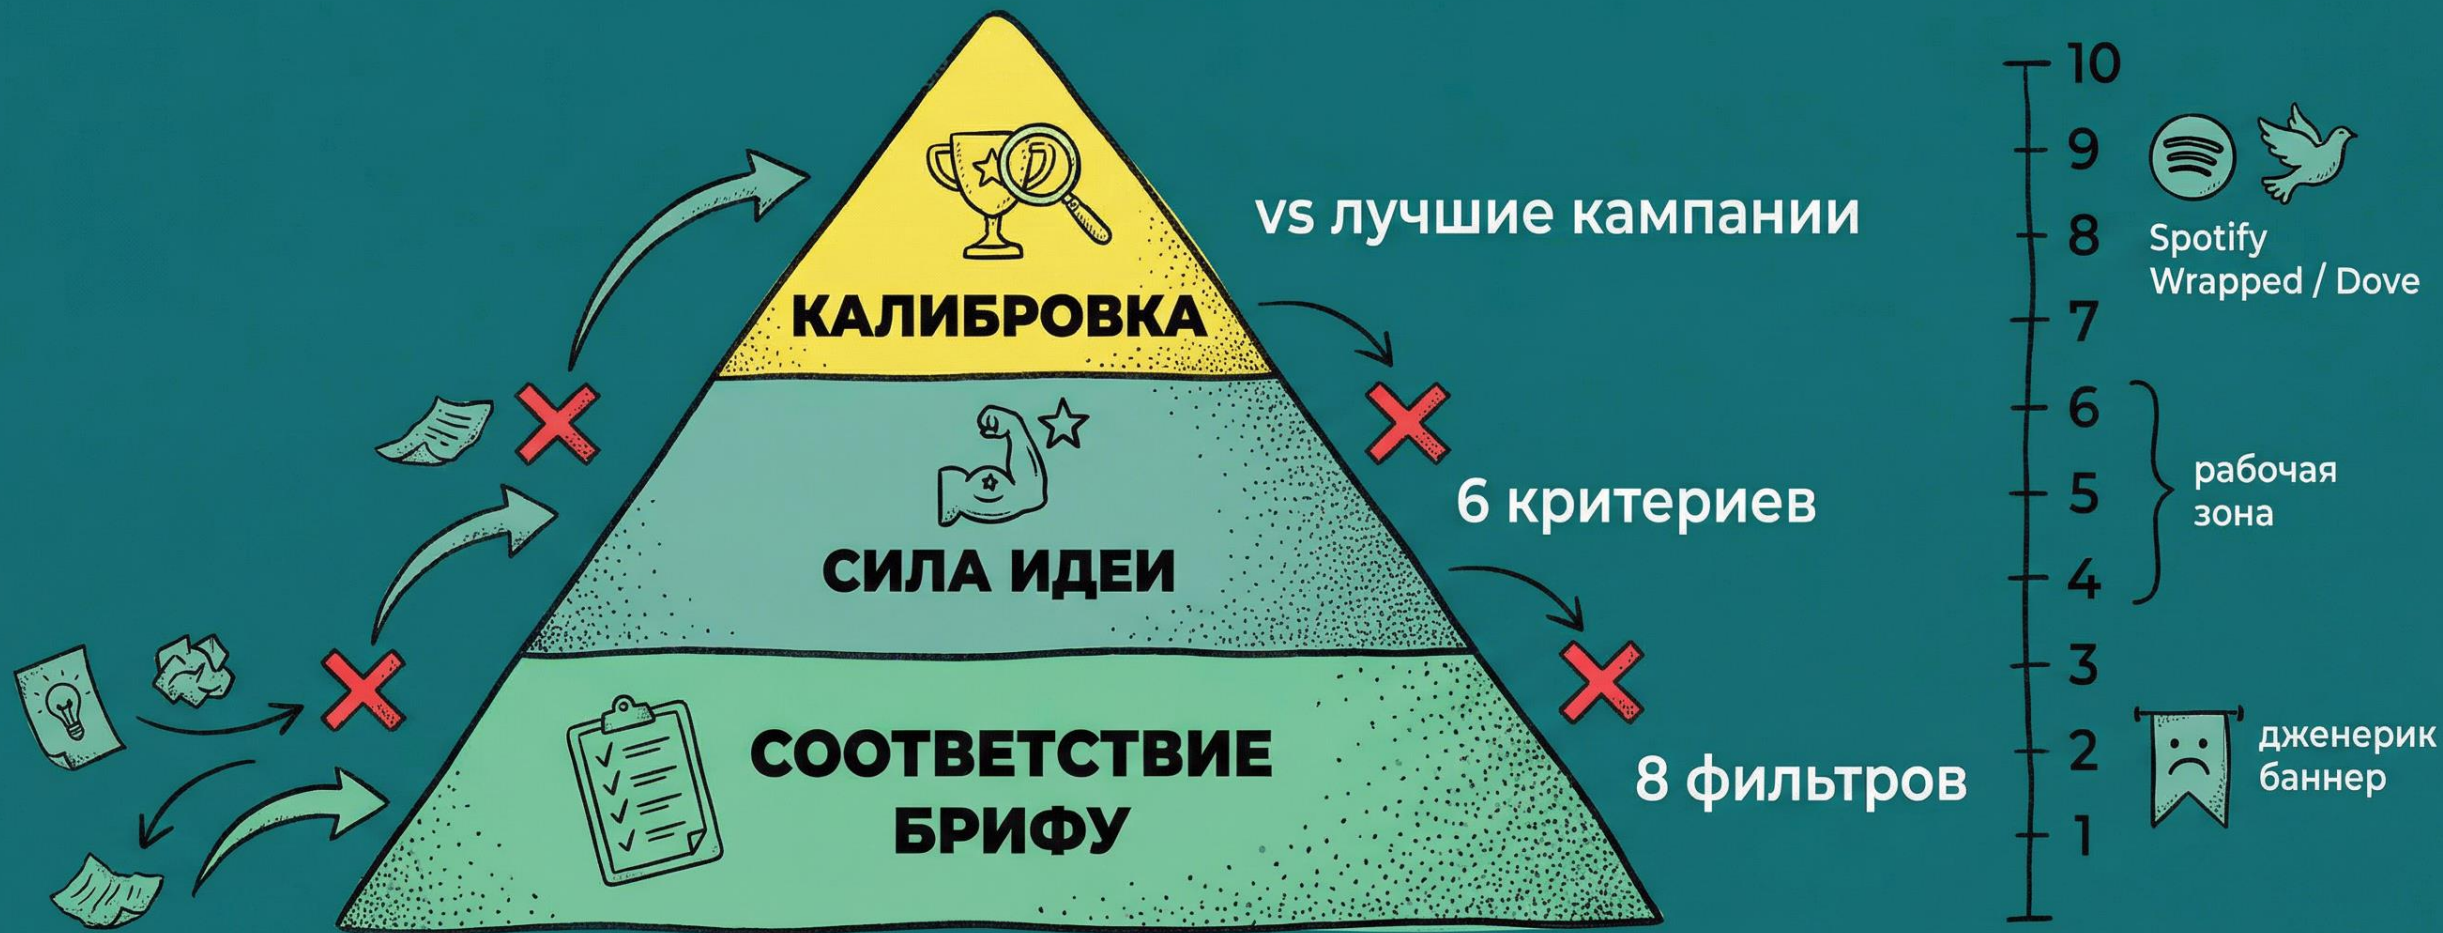 КАЛИБРОВКА
vs лучшие кампании
СИЛА ИДЕИ
6 критериев
СООТВЕТСТВИЕ
БРИФУ
8 фильтров
10
9
8
7
6
5
4
3
2
1
Spotify
Wrapped / Dove
рабочая
зона
дженерик
баннер